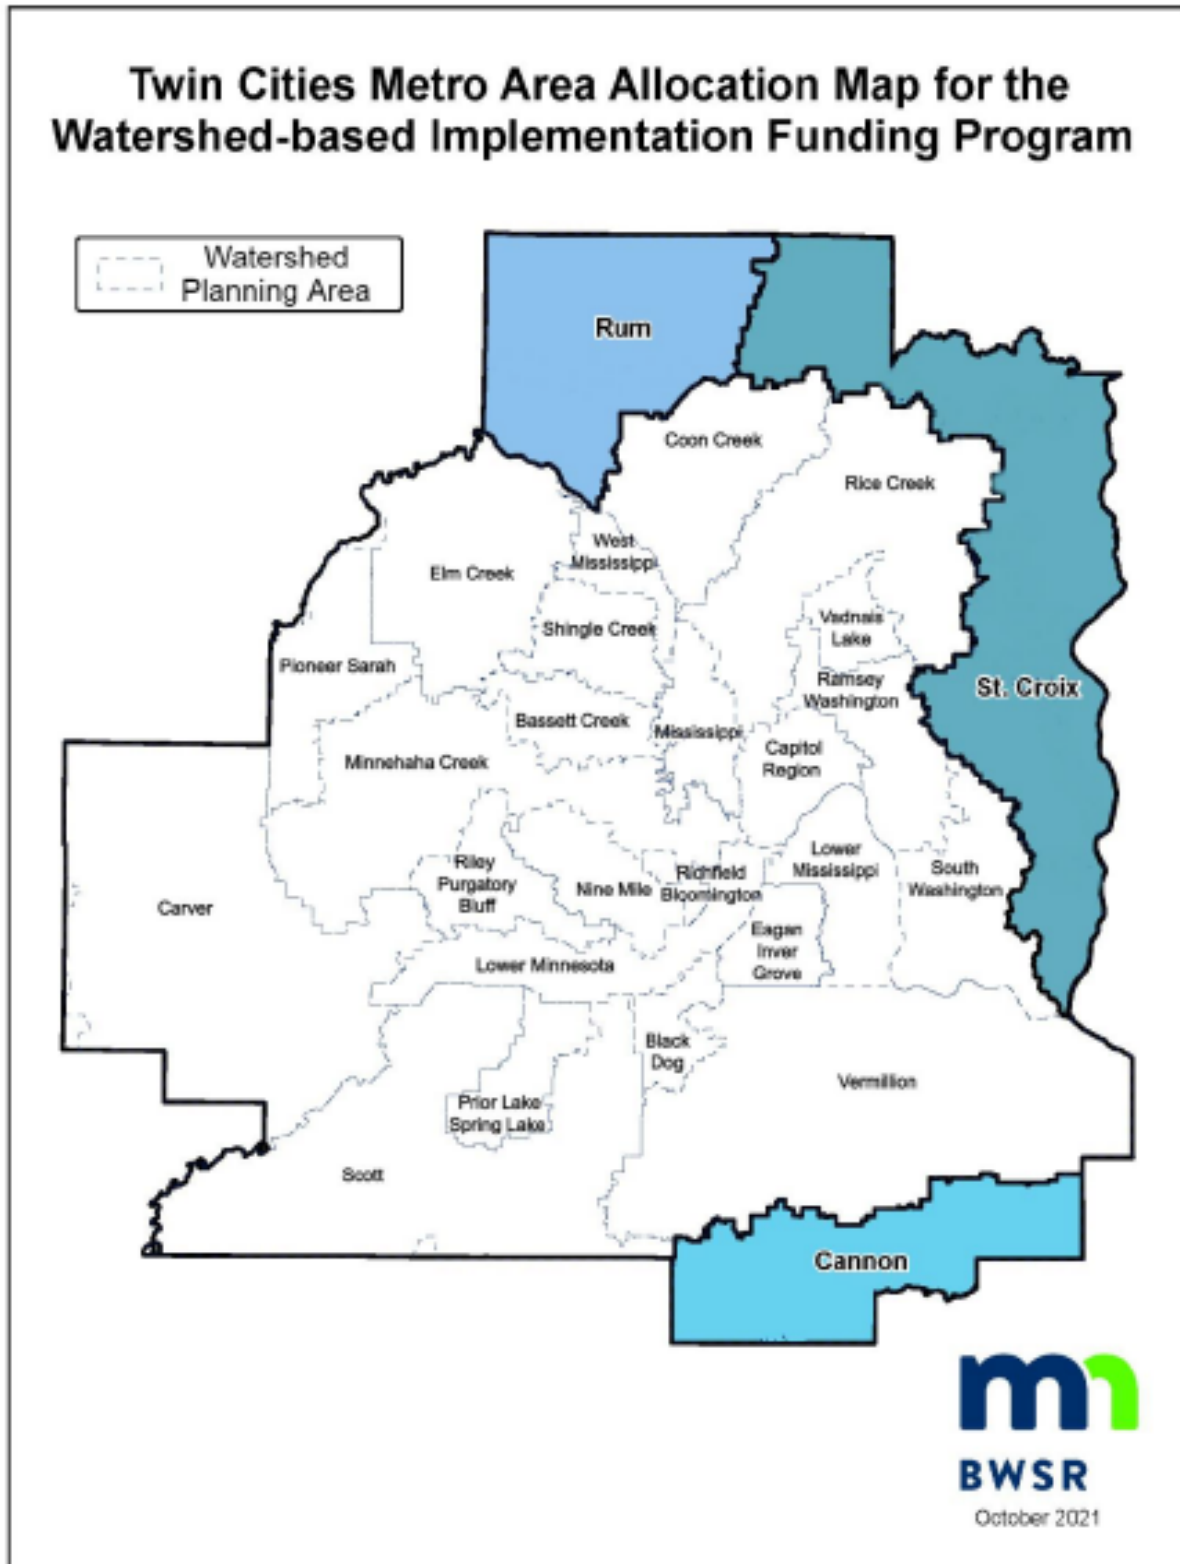 Twin Cities Metro Area Allocation Map for the
Watershed-based Implementation Funding Program
Watershed
Planning Area
Rum
Coon Creek
Rice Creek
West
Mississippi
Elm Creek
Shingle Creek
Vadnais
Lake
Pioneer Sarah
Ramsey
Washington
St. Croix
Bassett Creek
Mississippi
Capitol
Region
Minnehaha Creek
Lower
Mississippi
Riley
Purgatory
Bluff
Nine Mile
Richfield
Bloomington
South
Washington
Carver
Eagan
Inver
Grove
Lower Minnesota
Black
Dog
Vermillion
Prior Lake
Spring Lake
Scott
Cannon
mn
BWSR
October 2021